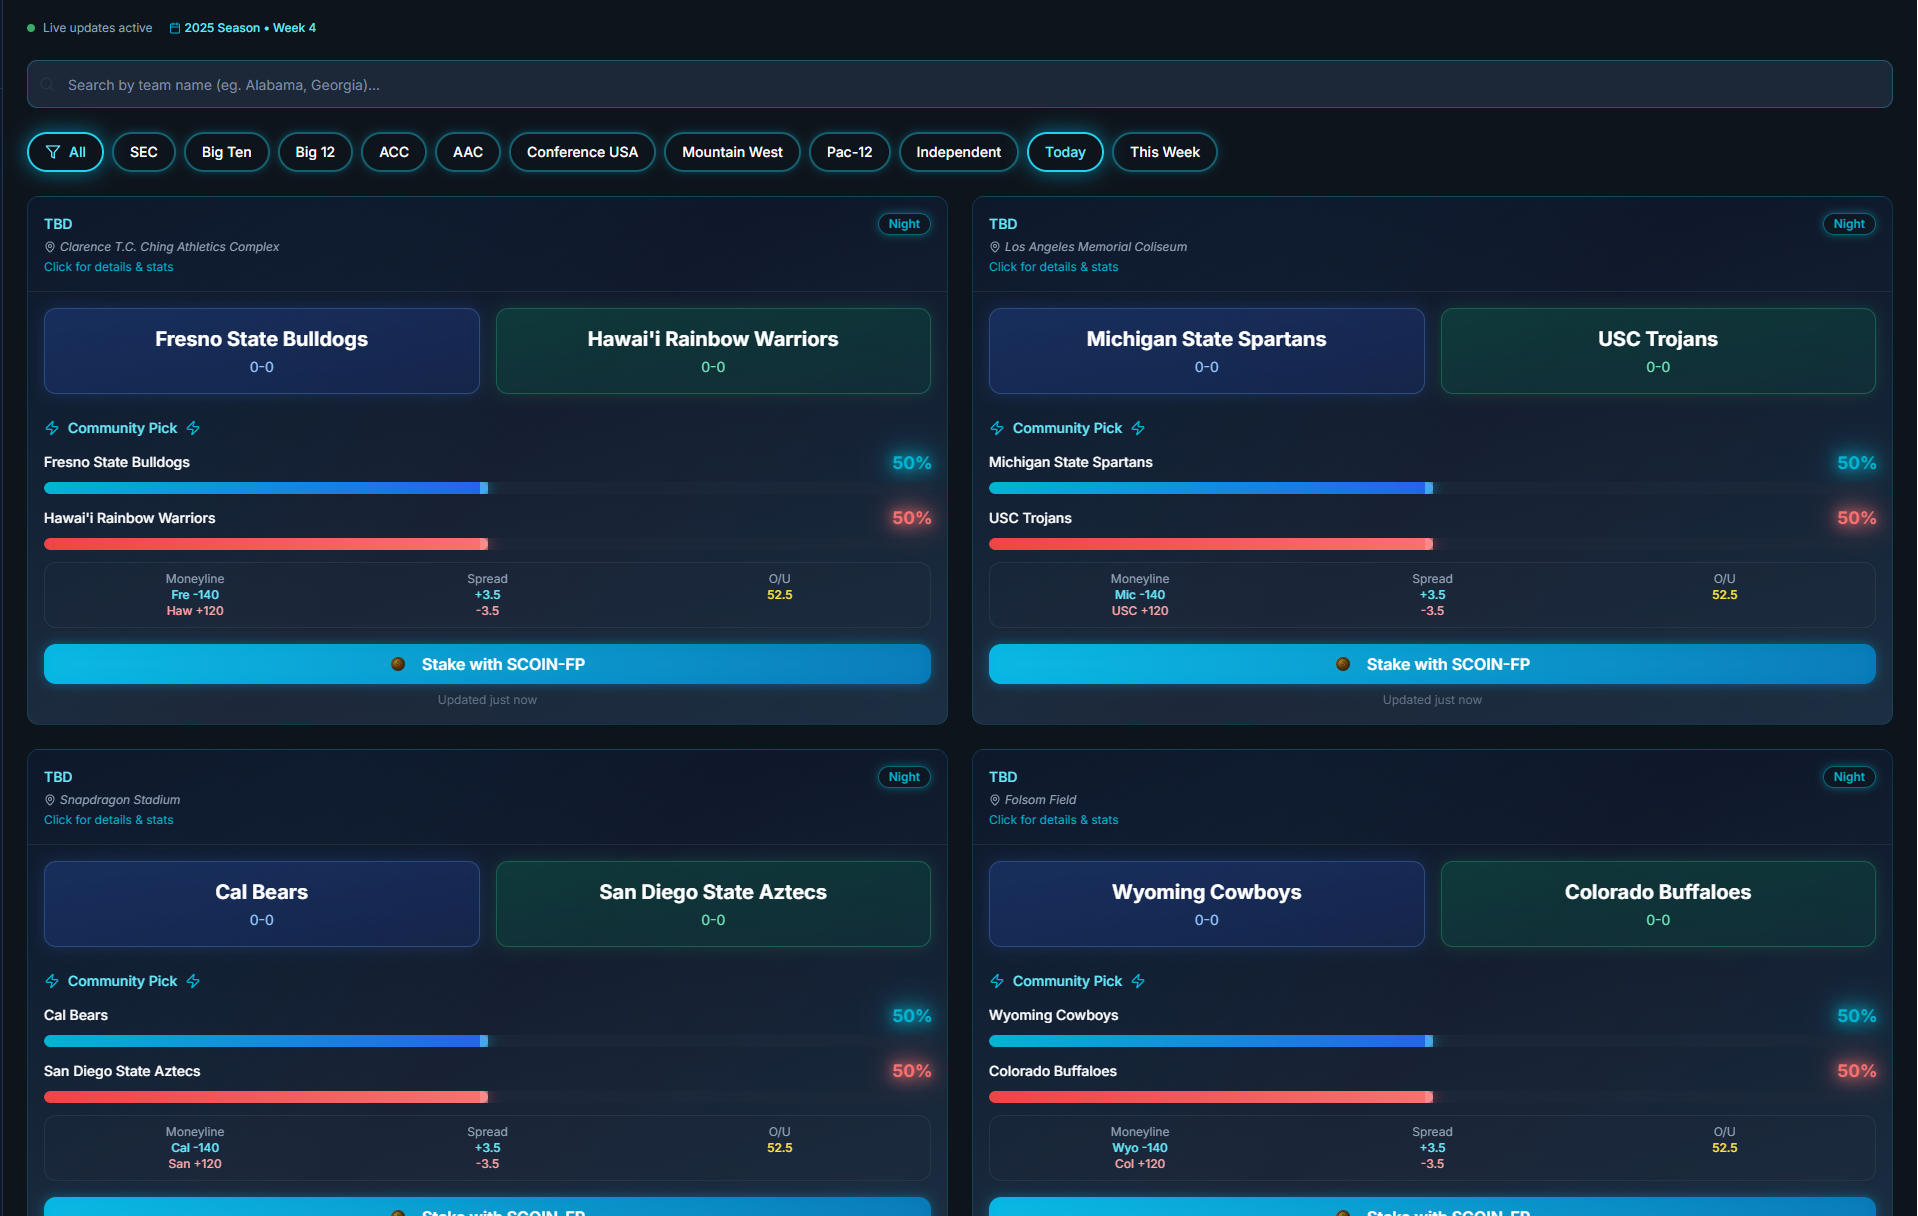 Live updates active 2025 Season • Week 4
Search by team name (eg. Alabama, Georgia)...
All SEC Big Ten Big 12 ACC AAC Conference USA Mountain West Pac-12 Independent Today This Week
TBD Night
Clarence T.C. Ching Athletics Complex
Click for details & stats
Fresno State Bulldogs Hawai'i Rainbow Warriors
0-0 0-0
Community Pick
Fresno State Bulldogs 50%
Hawai'i Rainbow Warriors 50%
Moneyline Spread O/U
Fre -140 +3.5 52.5
Haw +120 -3.5
Stake with SCOIN-FP
Updated just now
TBD Night
Los Angeles Memorial Coliseum
Click for details & stats
Michigan State Spartans USC Trojans
0-0 0-0
Community Pick
Michigan State Spartans 50%
USC Trojans 50%
Moneyline Spread O/U
Mic -140 +3.5 52.5
USC +120 -3.5
Stake with SCOIN-FP
Updated just now
TBD Night
Snapdragon Stadium
Click for details & stats
Cal Bears San Diego State Aztecs
0-0 0-0
Community Pick
Cal Bears 50%
San Diego State Aztecs 50%
Moneyline Spread O/U
Cal -140 +3.5 52.5
San +120 -3.5
Stake with SCOIN-FP
TBD Night
Folsom Field
Click for details & stats
Wyoming Cowboys Colorado Buffaloes
0-0 0-0
Community Pick
Wyoming Cowboys 50%
Colorado Buffaloes 50%
Moneyline Spread O/U
Wyo -140 +3.5 52.5
Col +120 -3.5
Stake with SCOIN-FP